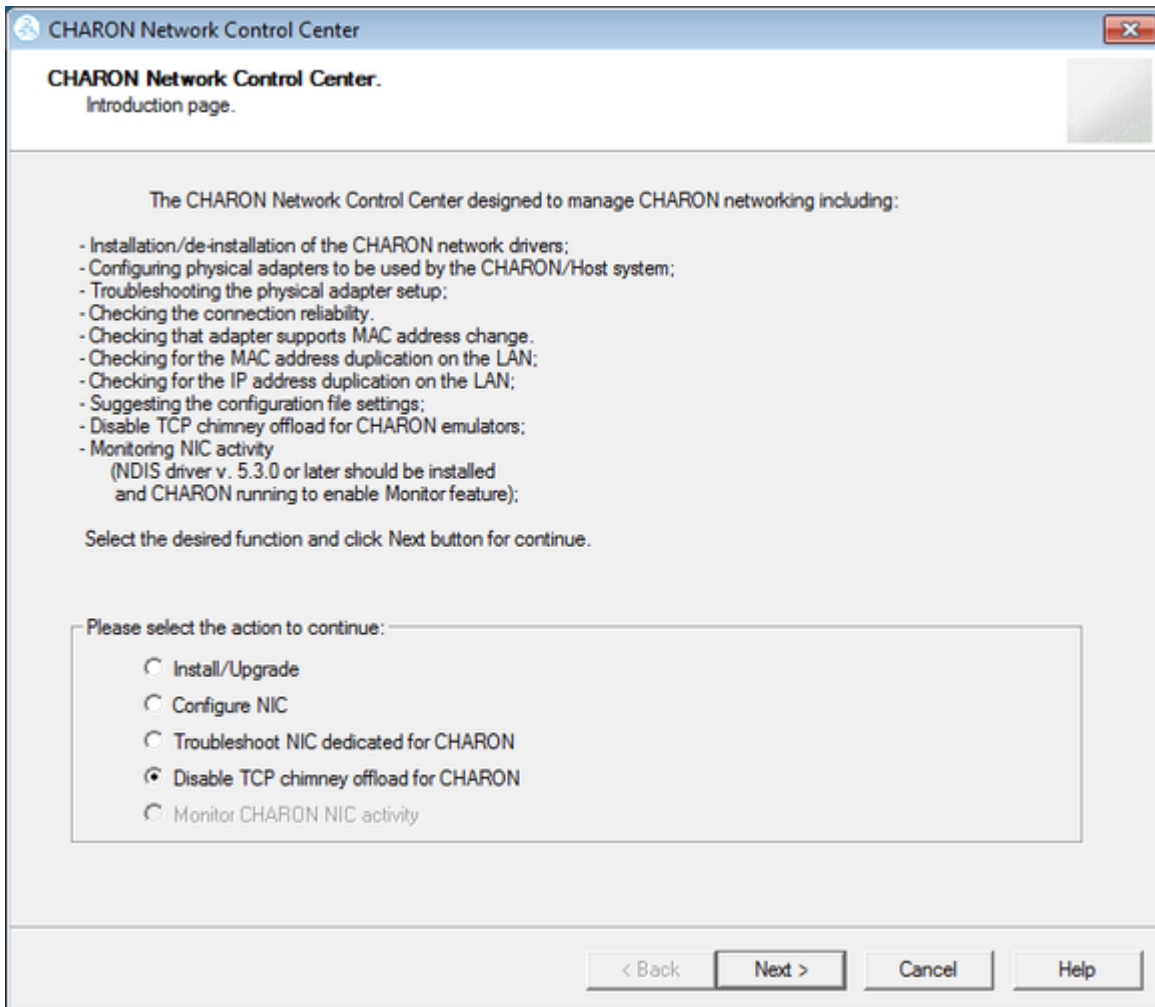 CHARON Network Control Center
CHARON Network Control Center.
Introduction page.
The CHARON Network Control Center designed to manage CHARON networking including:
- Installation/de-installation of the CHARON network drivers;
- Configuring physical adapters to be used by the CHARON/Host system;
- Troubleshooting the physical adapter setup;
- Checking the connection reliability.
- Checking that adapter supports MAC address change.
- Checking for the MAC address duplication on the LAN;
- Checking for the IP address duplication on the LAN;
- Suggesting the configuration file settings;
- Disable TCP chimney offload for CHARON emulators;
- Monitoring NIC activity
(NDIS driver v. 5.3.0 or later should be installed
and CHARON running to enable Monitor feature);
Select the desired function and click Next button for continue.
Please select the action to continue:
Install/Upgrade
Configure NIC
Troubleshoot NIC dedicated for CHARON
Disable TCP chimney offload for CHARON
Monitor CHARON NIC activity
< Back
Next >
Cancel
Help